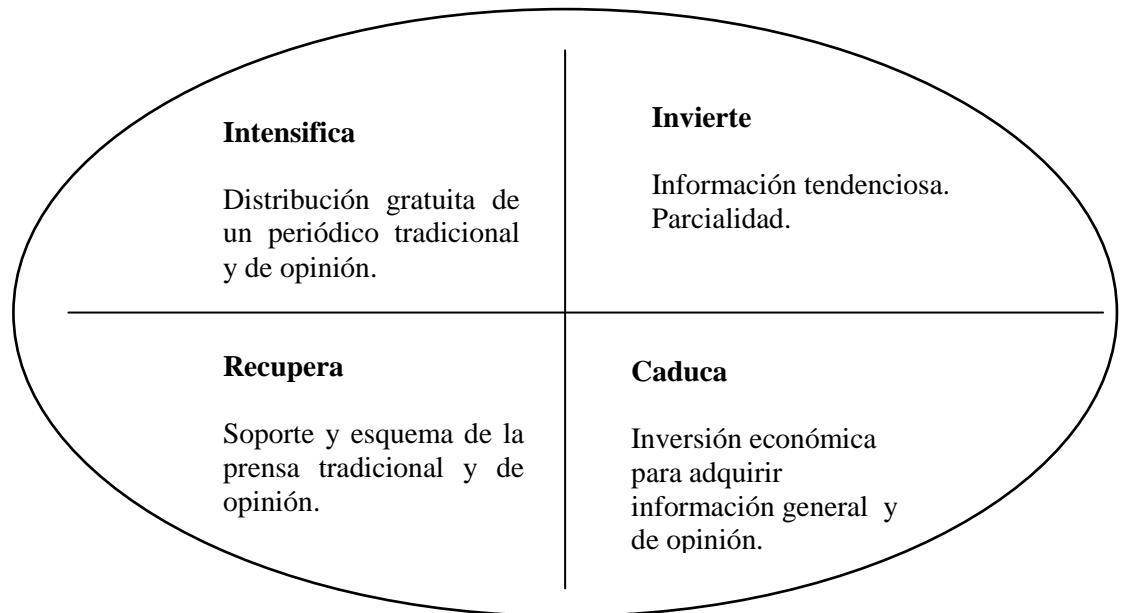 Intensifica
Distribución gratuita de
un periódico tradicional
y de opinión.
Invierte
Información tendenciosa.
Parcialidad.
Recupera
Soporte y esquema de la
prensa tradicional y de
opinión.
Caduca
Inversión económica
para adquirir
información general y
de opinión.